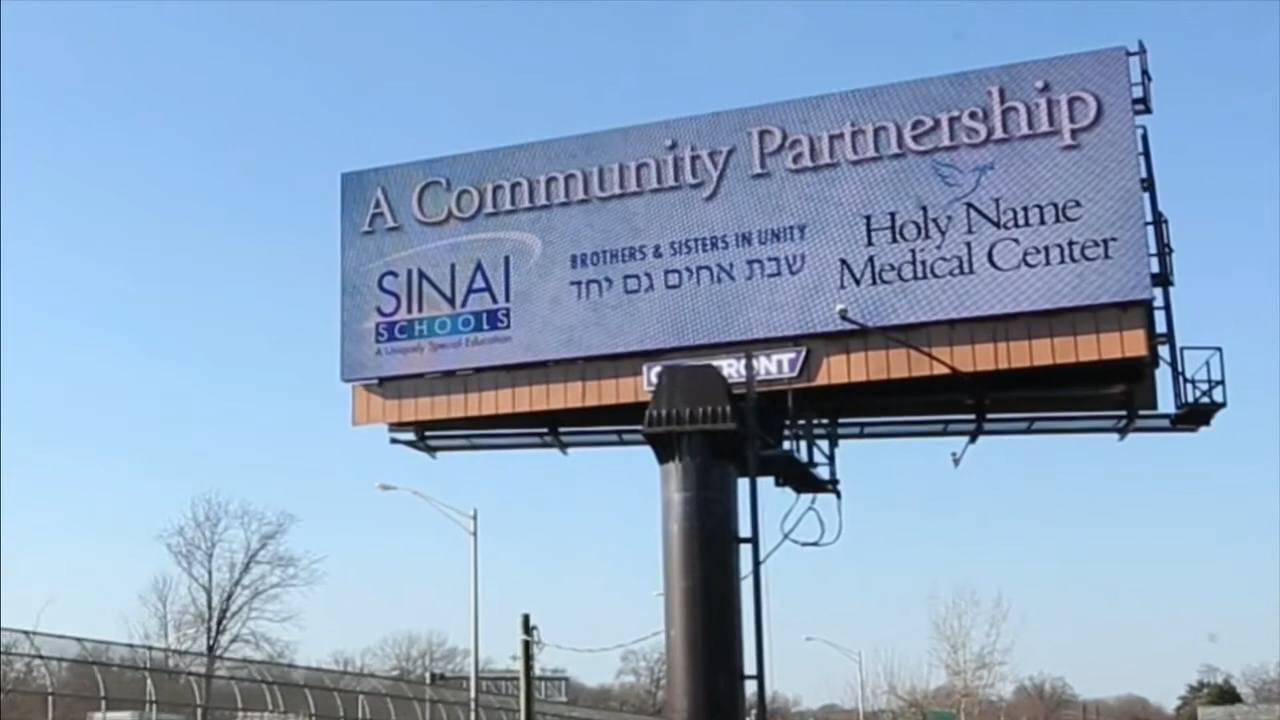 A Community Partnership
SINAI
SCHOOLS
A Uniquely Special Education
BROTHERS & SISTERS IN UNITY
שבת אחים גם יחד
Holy Name
Medical Center